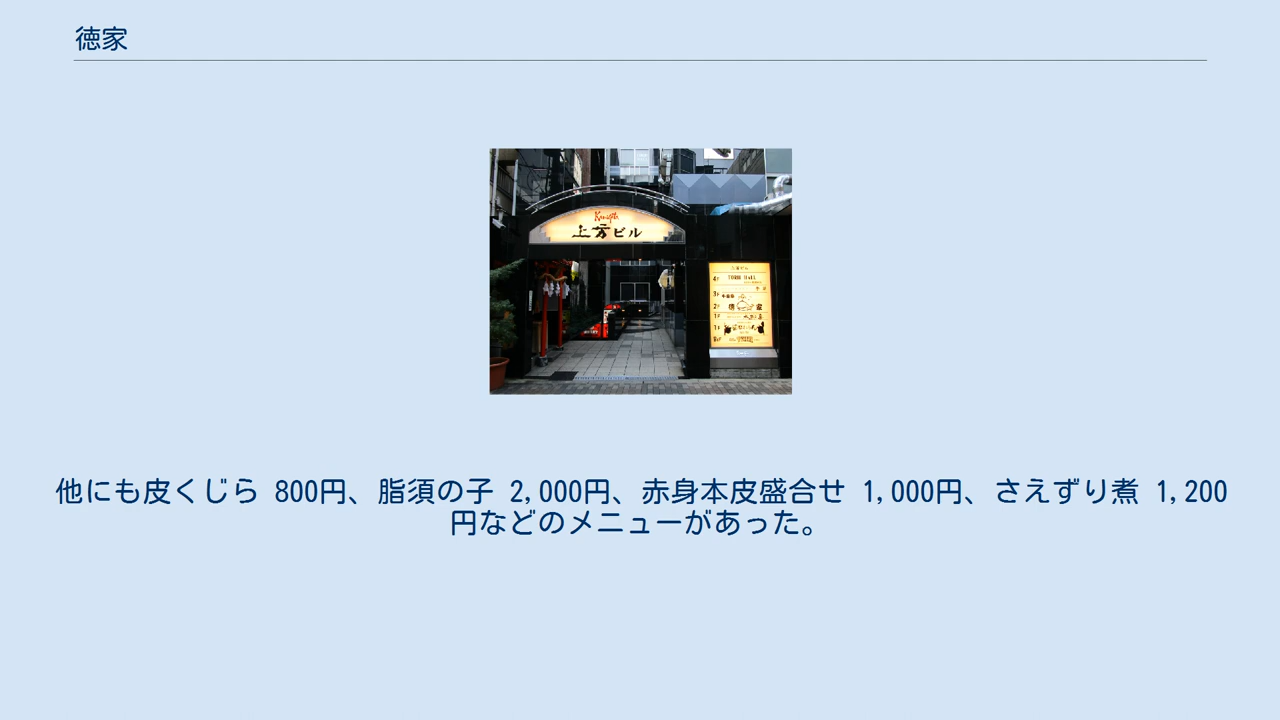 徳家
上方ビル
他にも皮くじら 800円、脂須の子 2,000円、赤身本皮盛合せ 1,000円、さえずり煮 1,200
円などのメニューがあった。